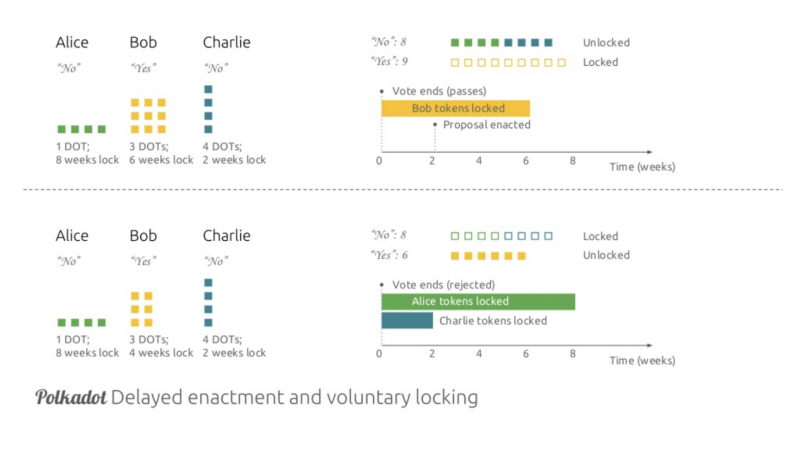 Alice
Bob
Charlie
"No"
"Yes"
"No"
1 DOT;
8 weeks lock
3 DOTs;
6 weeks lock
4 DOTs;
2 weeks lock
"No": 8
Unlocked
"Yes": 9
Locked
Vote ends (passes)
Bob tokens locked
Proposal enacted
0 2 4 6 8
Time (weeks)
Alice
Bob
Charlie
"No"
"Yes"
"No"
1 DOT;
8 weeks lock
3 DOTs;
4 weeks lock
4 DOTs;
2 weeks lock
"No": 8
Locked
"Yes": 6
Unlocked
Vote ends (rejected)
Alice tokens locked
Charlie tokens locked
0 2 4 6 8
Time (weeks)
Polkadot Delayed enactment and voluntary locking